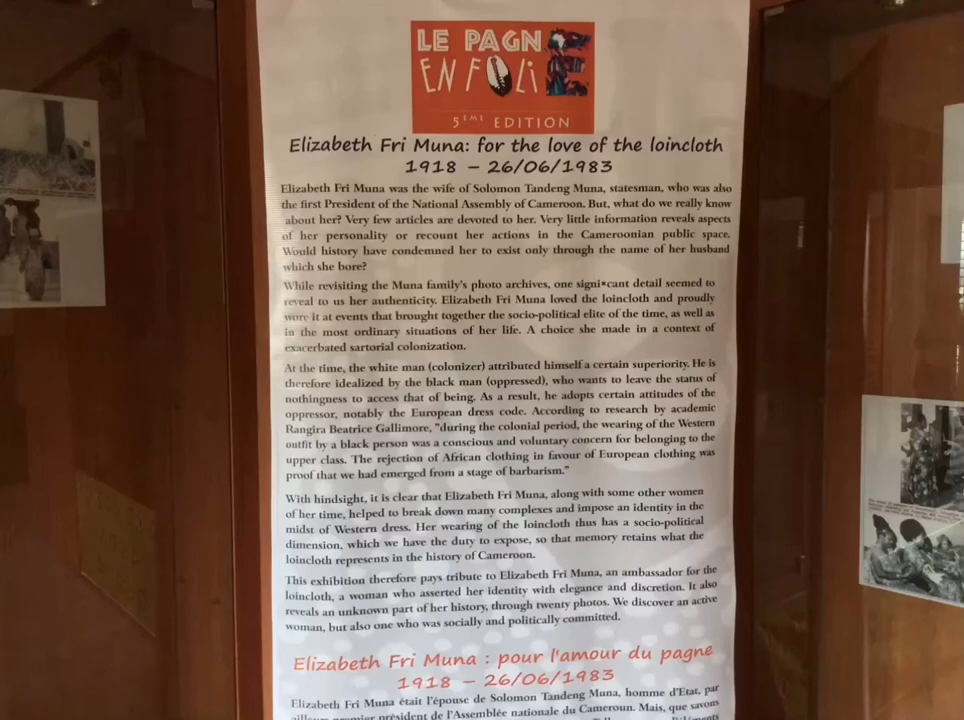 LE PAGNE
EN FOLIE
5EME EDITION
Elizabeth Fri Muna: for the love of the loincloth
1918 – 26/06/1983
Elizabeth Fri Muna was the wife of Solomon Tandeng Muna, statesman, who was also
the first President of the National Assembly of Cameroon. But, what do we really know
about her? Very few articles are devoted to her. Very little information reveals aspects
of her personality or recount her actions in the Cameroonian public space.
Would history have condemned her to exist only through the name of her husband
which she bore?
While revisiting the Muna family's photo archives, one signi×cant detail seemed to
reveal to us her authenticity. Elizabeth Fri Muna loved the loincloth and proudly
wore it at events that brought together the socio-political elite of the time, as well as
in the most ordinary situations of her life. A choice she made in a context of
exacerbated sartorial colonization.
At the time, the white man (colonizer) attributed himself a certain superiority. He is
therefore idealized by the black man (oppressed), who wants to leave the status of
nothingness to access that of being. As a result, he adopts certain attitudes of the
oppressor, notably the European dress code. According to research by academic
Rangira Beatrice Gallimore, "during the colonial period, the wearing of the Western
outfit by a black person was a conscious and voluntary concern for belonging to the
upper class. The rejection of African clothing in favour of European clothing was
proof that we had emerged from a stage of barbarism."
With hindsight, it is clear that Elizabeth Fri Muna, along with some other women
of her time, helped to break down many complexes and impose an identity in the
midst of Western dress. Her wearing of the loincloth thus has a socio-political
dimension, which we have the duty to expose, so that memory retains what the
loincloth represents in the history of Cameroon.
This exhibition therefore pays tribute to Elizabeth Fri Muna, an ambassador for the
loincloth, a woman who asserted her identity with elegance and discretion. It also
reveals an unknown part of her history, through twenty photos. We discover an active
woman, but also one who was socially and politically committed.
Elizabeth Fri Muna : pour l'amour du pagne
1918 – 26/06/1983
Elizabeth Fri Muna était l'épouse de Solomon Tandeng Muna, homme d'Etat, par
ailleurs premier président de l'Assemblée nationale du Cameroun. Mais, que savons